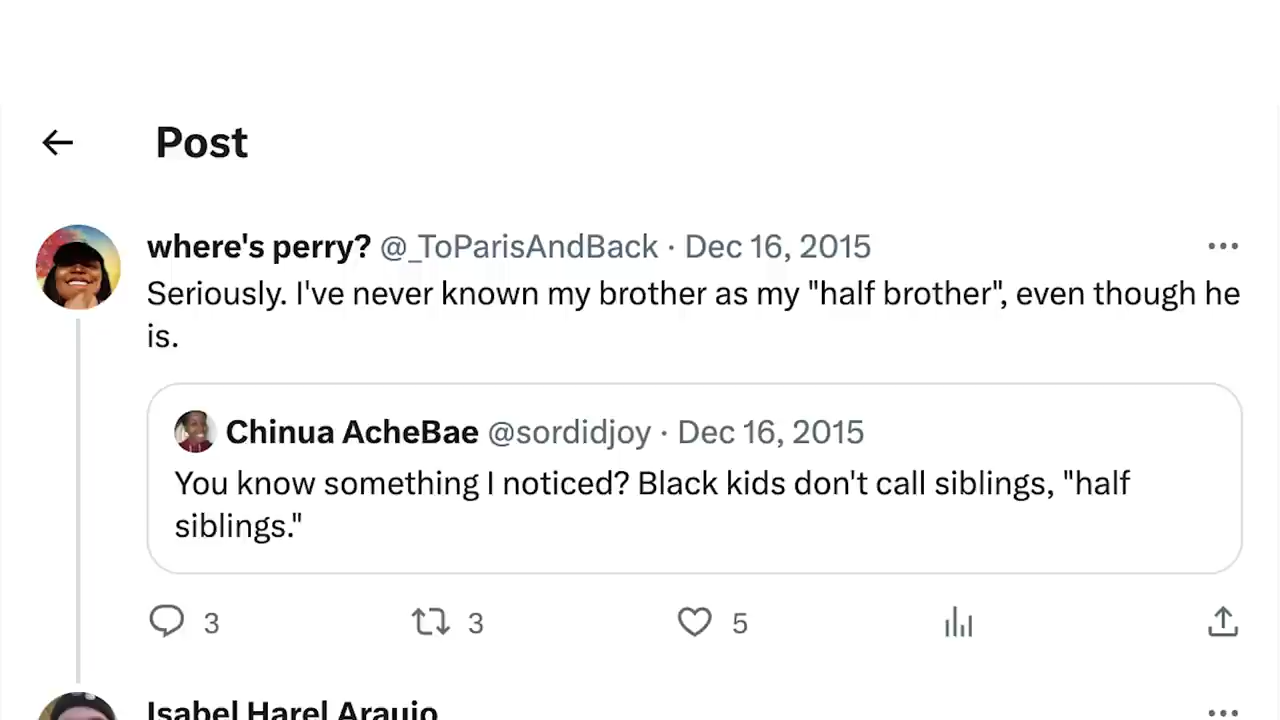 Post
where's perry? @_ToParisAndBack · Dec 16, 2015
Seriously. I've never known my brother as my "half brother", even though he
is.
Chinua AcheBae @sordidjoy · Dec 16, 2015
You know something I noticed? Black kids don't call siblings, "half
siblings."
3 3 5
Isabel Harel Araujo